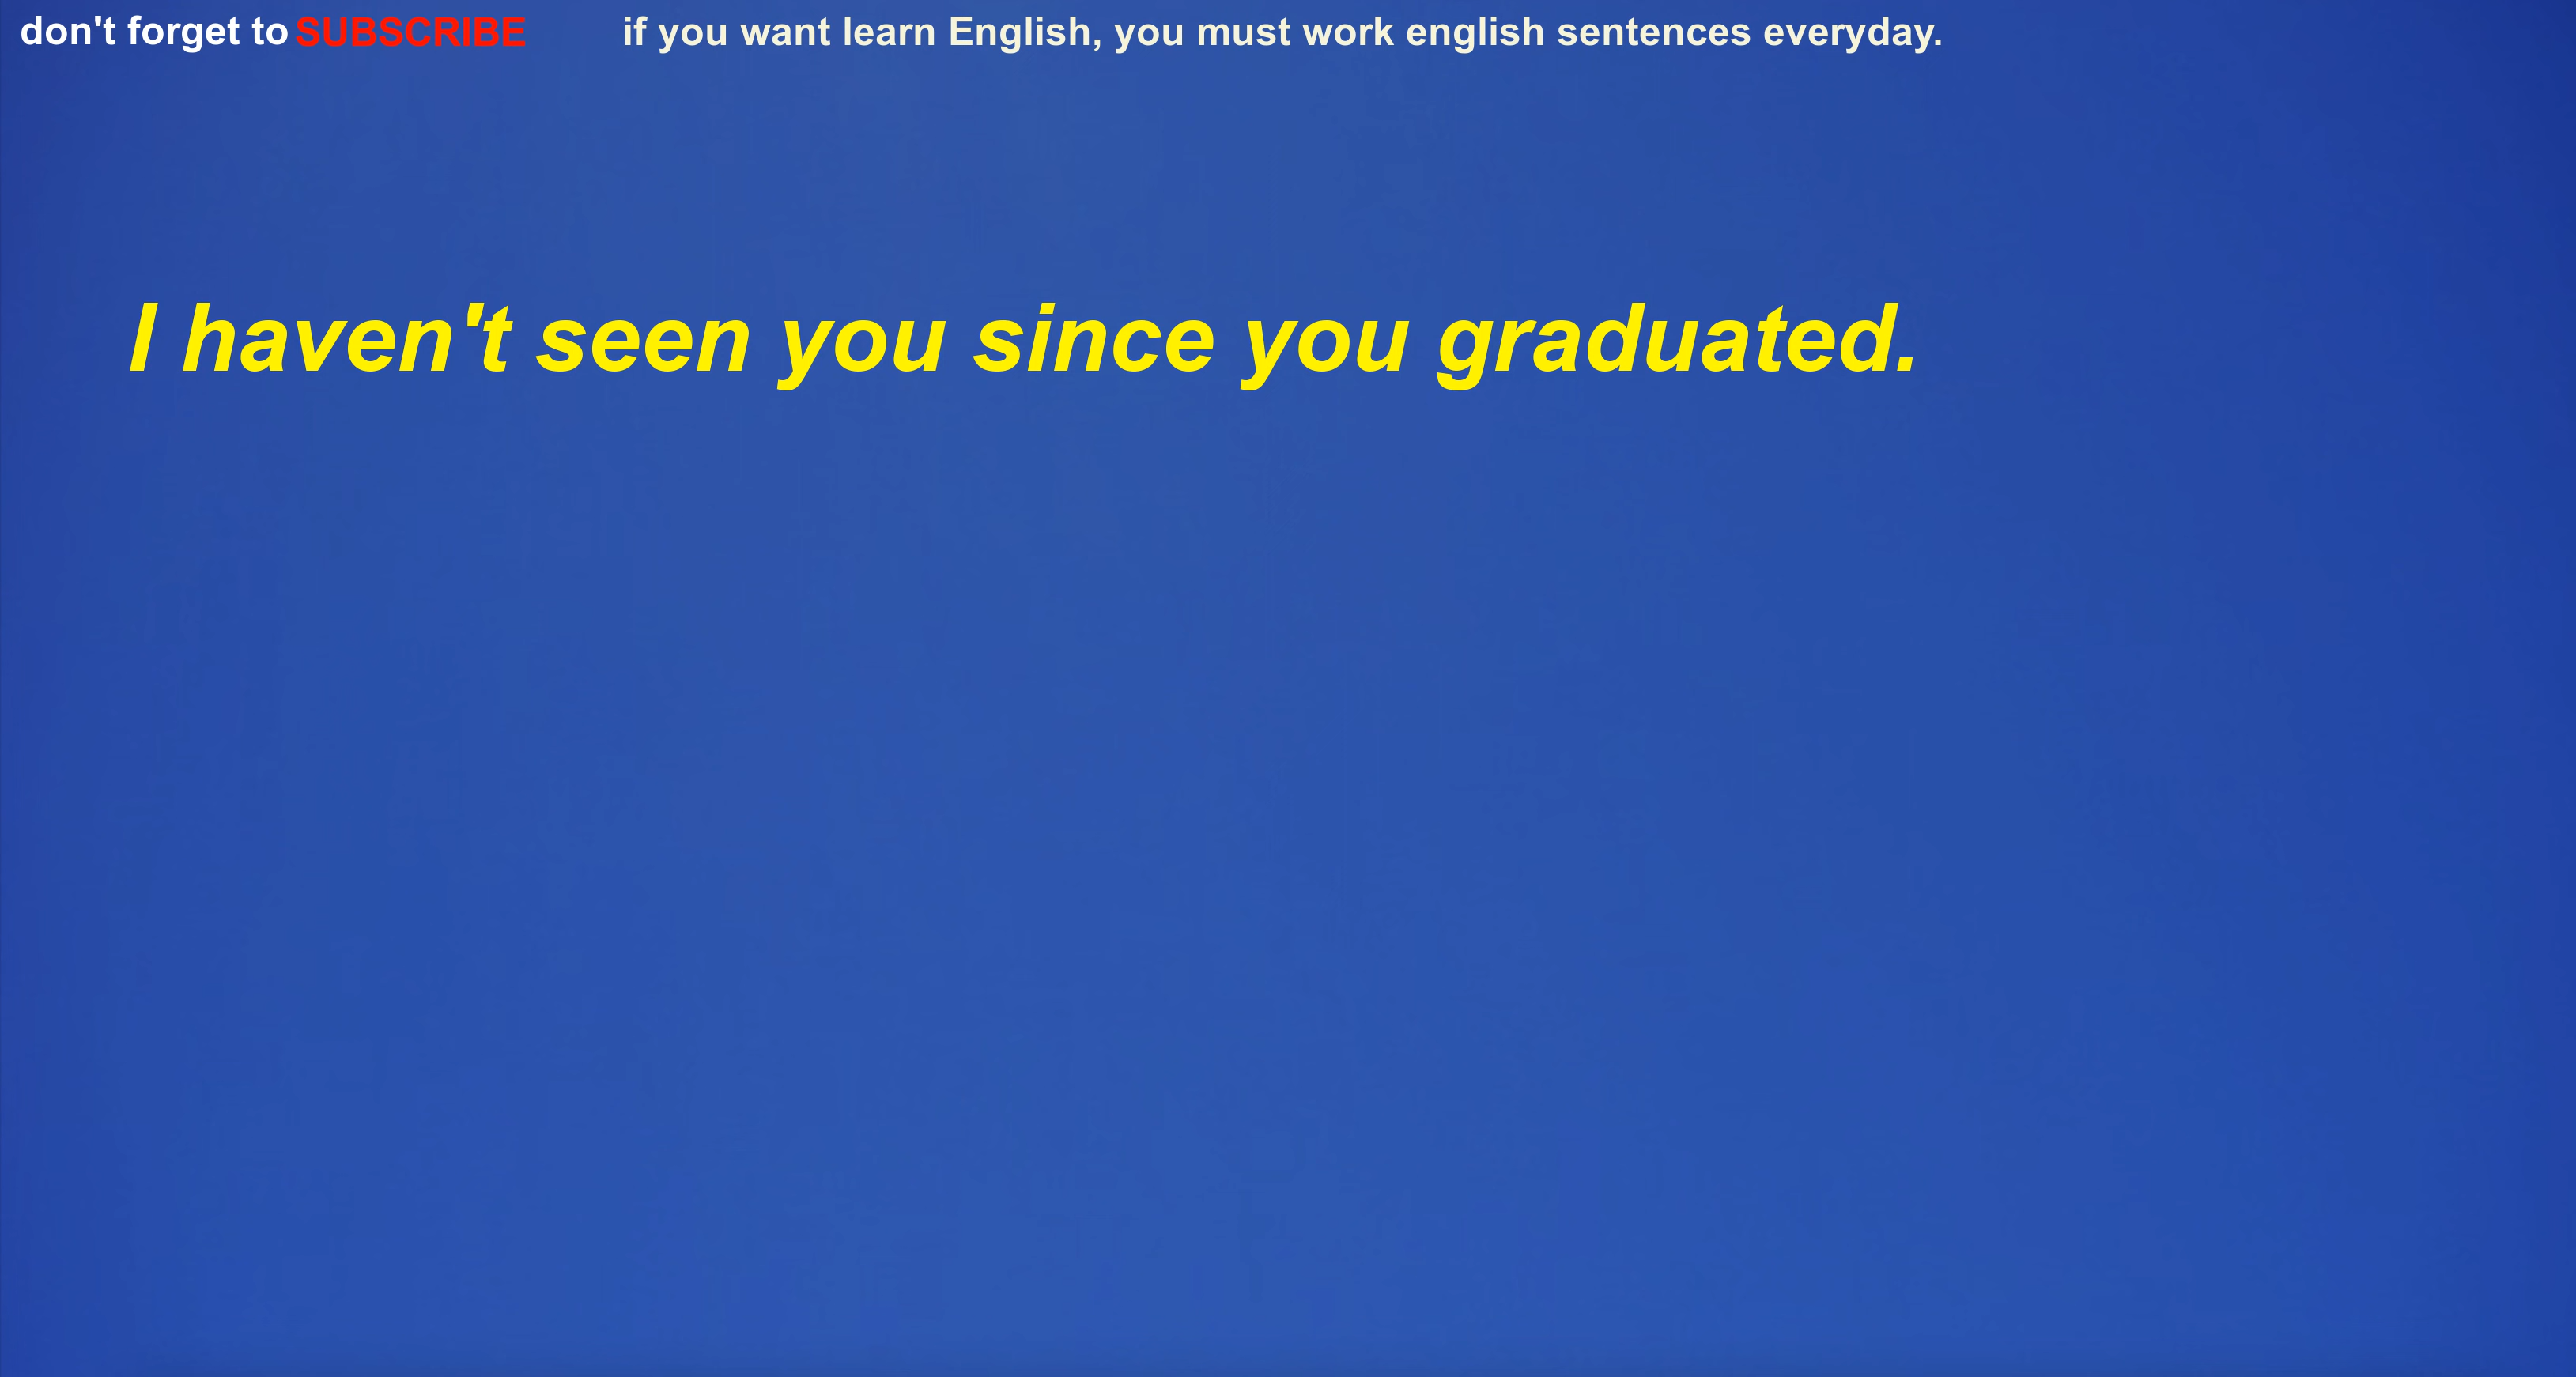 don't forget to SUBSCRIBE if you want learn English, you must work english sentences everyday.
I haven't seen you since you graduated.